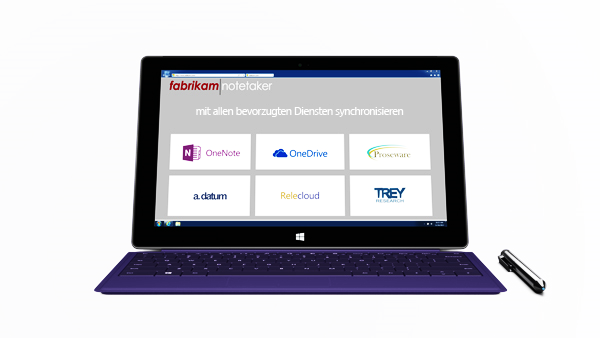 fabrikam|notetaker
mit allen bevorzugten Diensten synchronisieren
OneNote
OneDrive
Proseware
a. datum
Relecloud
TREY
RESEARCH